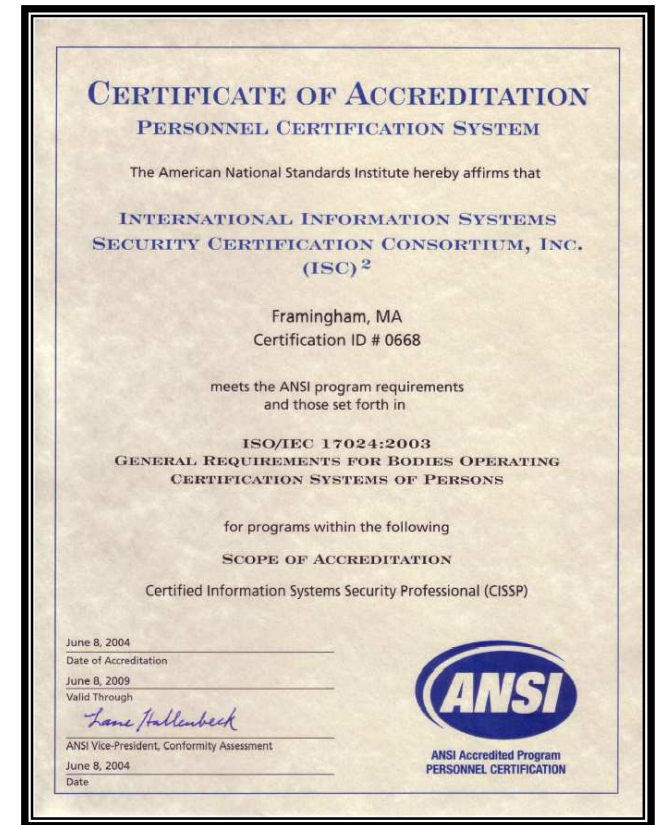 CERTIFICATE OF ACCREDITATION
PERSONNEL CERTIFICATION SYSTEM
The American National Standards Institute hereby affirms that
INTERNATIONAL INFORMATION SYSTEMS
SECURITY CERTIFICATION CONSORTIUM, INC.
(ISC)²
Framingham, MA
Certification ID # 0668
meets the ANSI program requirements
and those set forth in
ISO/IEC 17024:2003
GENERAL REQUIREMENTS FOR BODIES OPERATING
CERTIFICATION SYSTEMS OF PERSONS
for programs within the following
SCOPE OF ACCREDITATION
Certified Information Systems Security Professional (CISSP)
June 8, 2004
Date of Accreditation
June 8, 2009
Valid Through
Lane Hallenbeck
ANSI Vice-President, Conformity Assessment
June 8, 2004
Date
ANSI
ANSI Accredited Program
PERSONNEL CERTIFICATION